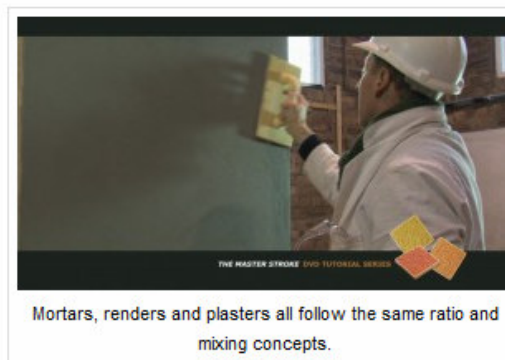 THE MASTER STROKE DVD TUTORIAL SERIES
Mortars, renders and plasters all follow the same ratio and
mixing concepts.